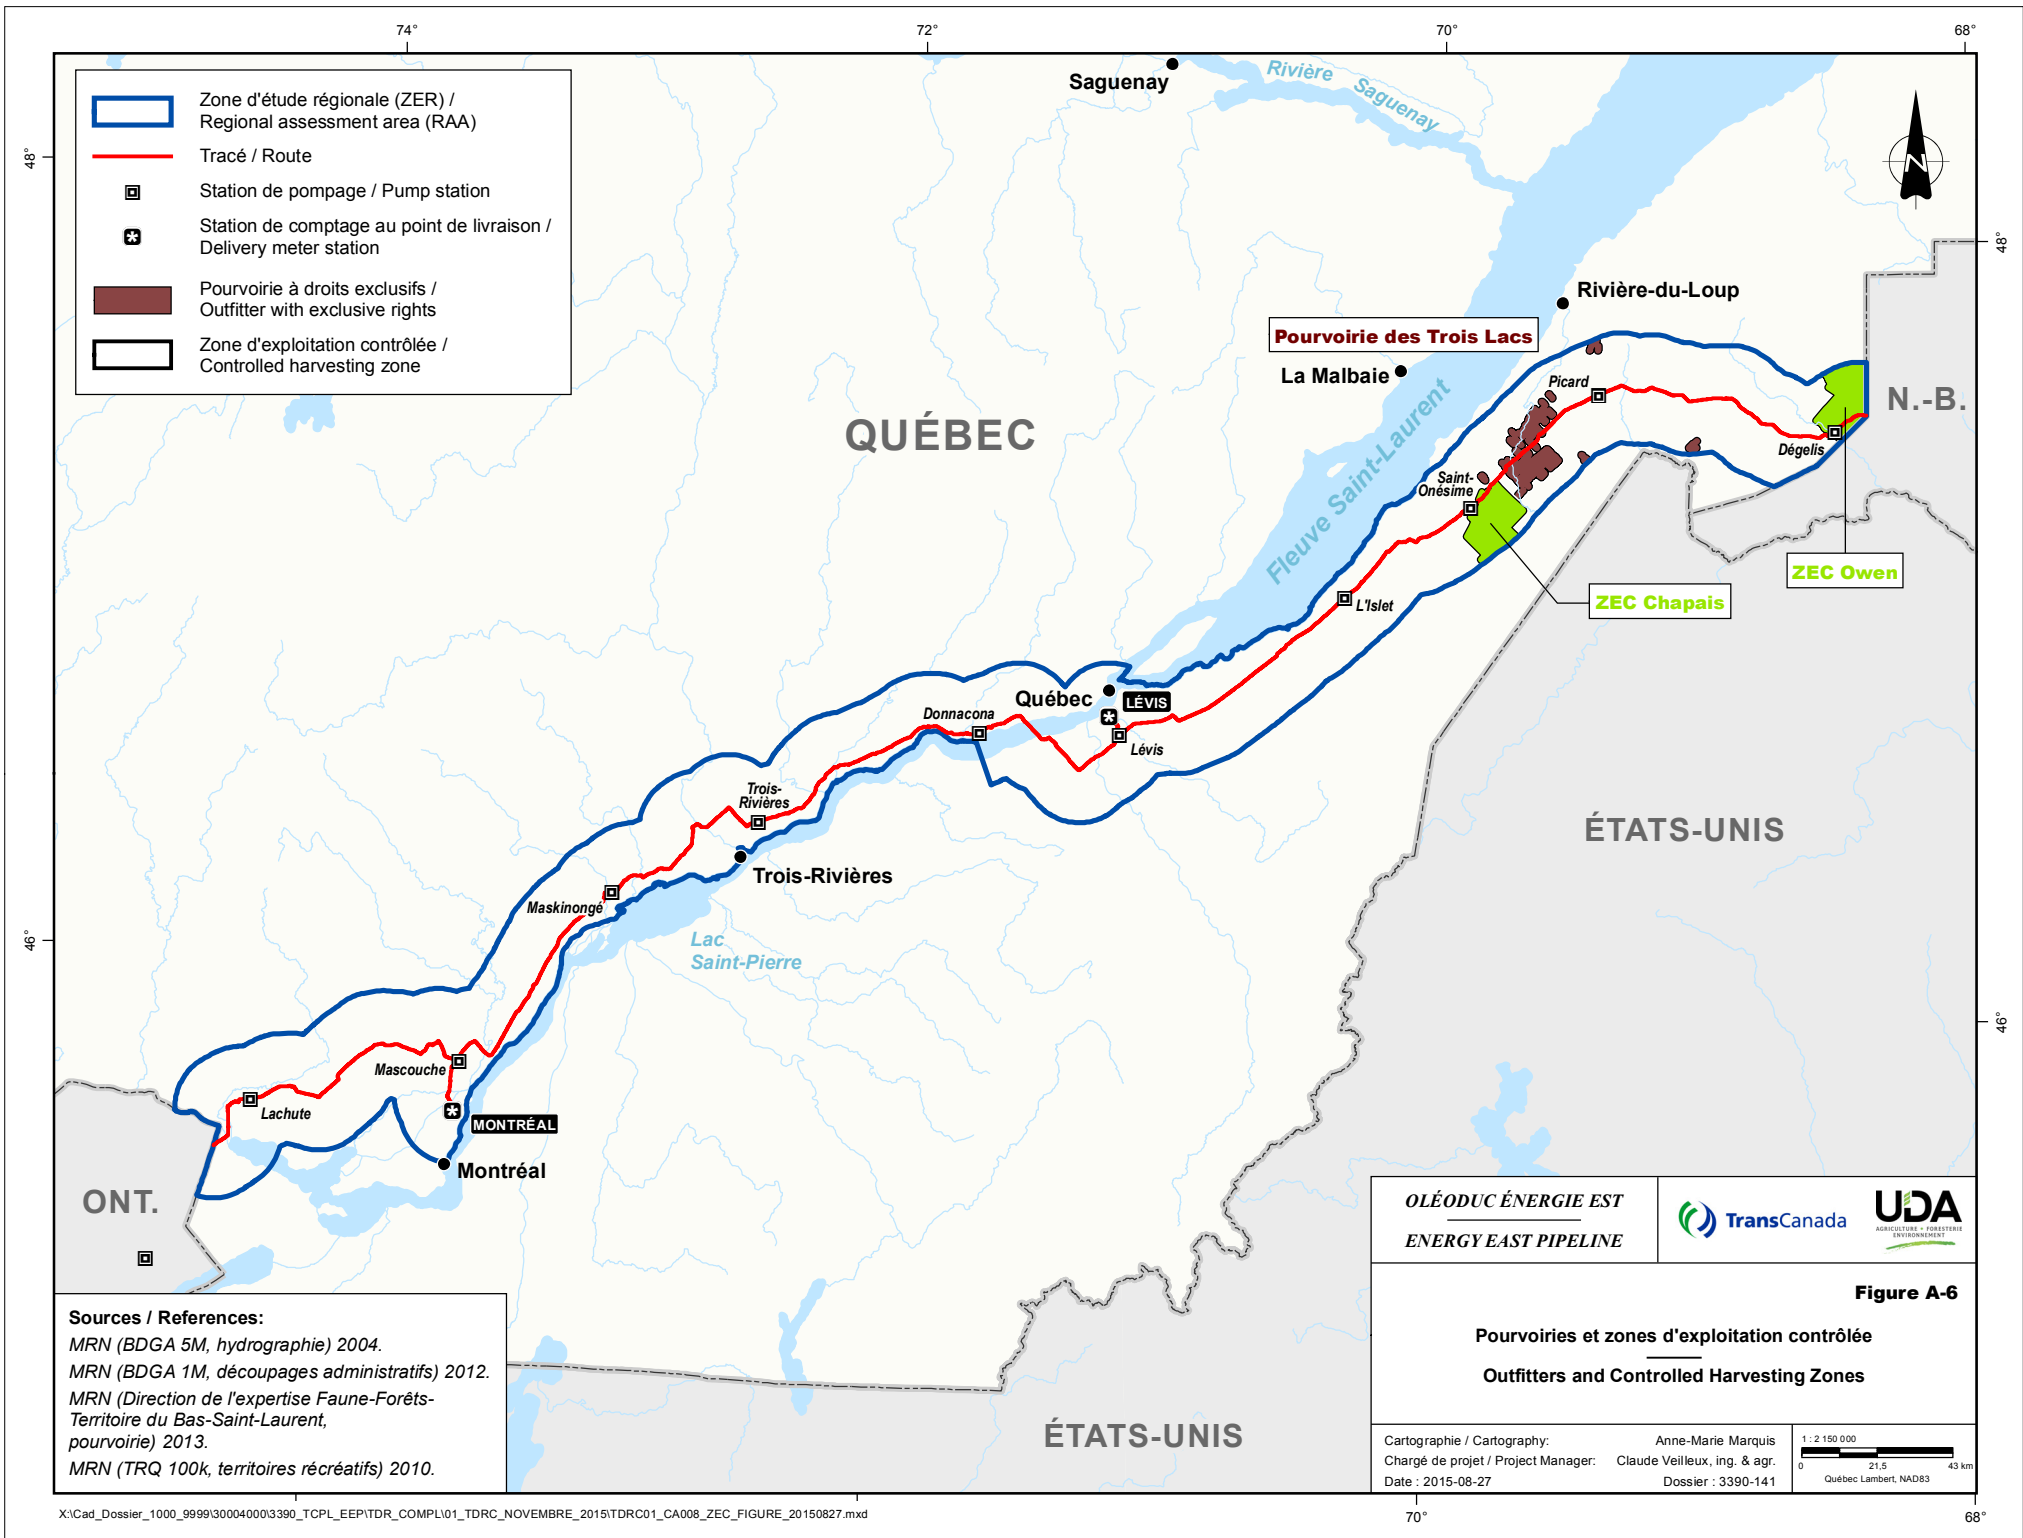 74°
72°
70°
68°
Zone d'étude régionale (ZER) /
Regional assessment area (RAA)
Tracé / Route
Station de pompage / Pump station
Station de comptage au point de livraison /
Delivery meter station
Pourvoirie à droits exclusifs /
Outfitter with exclusive rights
Zone d'exploitation contrôlée /
Controlled harvesting zone
48°
48°
Saguenay
Rivière
Saguenay
N
Rivière-du-Loup
Pourvoirie des Trois Lacs
La Malbaie
Picard
N.-B.
QUÉBEC
Fleuve Saint-Laurent
Dégelis
Saint-
Onésime
ZEC Owen
ZEC Chapais
L'Islet
Québec
LÉVIS
Donnacona
Lévis
Trois-
Rivières
ÉTATS-UNIS
Trois-Rivières
Maskinongé
Lac
Saint-Pierre
46°
46°
Mascouche
Lachute
MONTRÉAL
Montréal
ONT.
ÉTATS-UNIS
Sources / References:
MRN (BDGA 5M, hydrographie) 2004.
MRN (BDGA 1M, découpages administratifs) 2012.
MRN (Direction de l'expertise Faune-Forêts-
Territoire du Bas-Saint-Laurent,
pourvoirie) 2013.
MRN (TRQ 100k, territoires récréatifs) 2010.
OLÉODUC ÉNERGIE EST
ENERGY EAST PIPELINE
TransCanada
UDA
AGRICULTURE • FORESTERIE
ENVIRONNEMENT
Figure A-6
Pourvoiries et zones d'exploitation contrôlée
Outfitters and Controlled Harvesting Zones
Cartographie / Cartography: Anne-Marie Marquis
Chargé de projet / Project Manager: Claude Veilleux, ing. & agr.
Date : 2015-08-27 Dossier : 3390-141
1 : 2 150 000
0 21,5 43 km
Québec Lambert, NAD83
X:\Cad_Dossier_1000_9999\30004000\3390_TCPL_EEP\TDR_COMPL\01_TDRC_NOVEMBRE_2015\TDRC01_CA008_ZEC_FIGURE_20150827.mxd
70°
68°